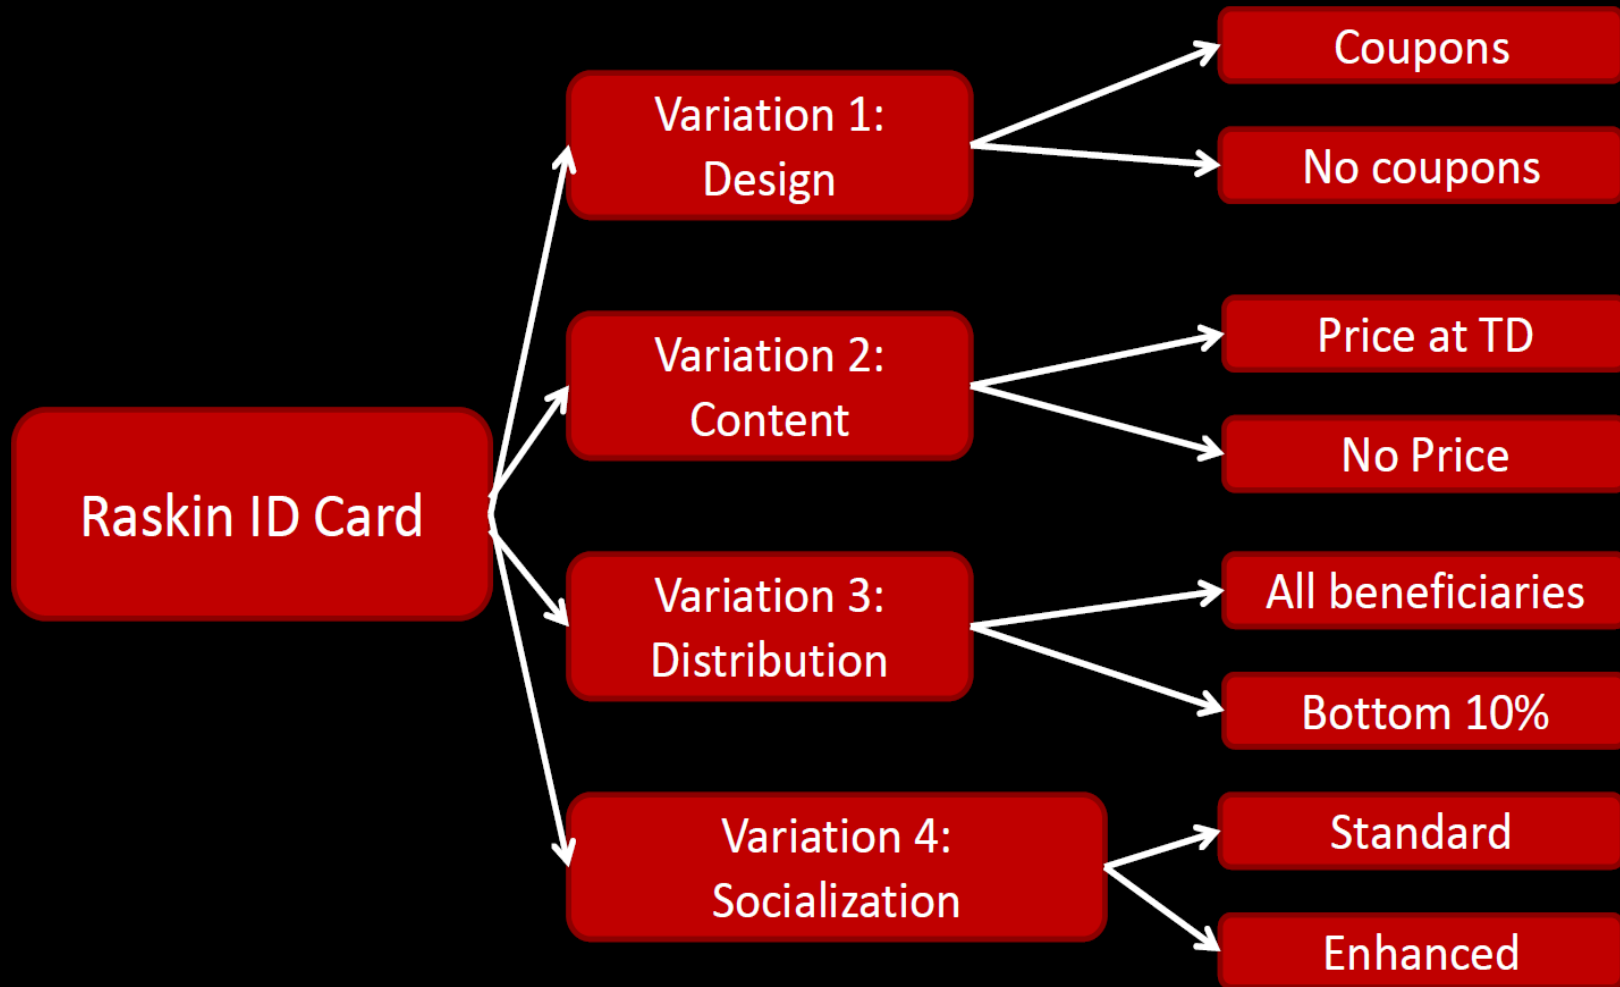 Raskin ID Card
Variation 1:
Design
Coupons
No coupons
Variation 2:
Content
Price at TD
No Price
Variation 3:
Distribution
All beneficiaries
Bottom 10%
Variation 4:
Socialization
Standard
Enhanced